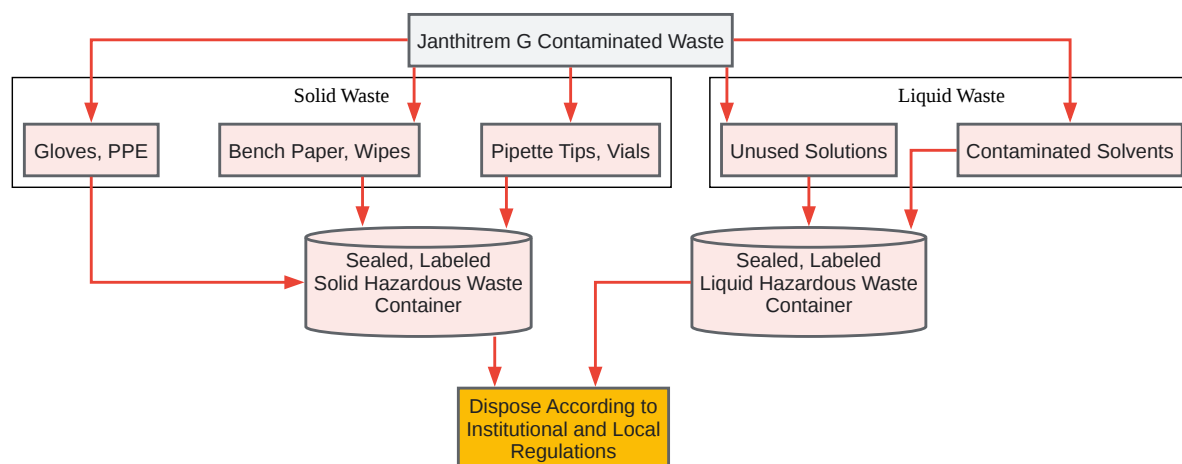 Janthitrem G Contaminated Waste
Solid Waste
Liquid Waste
Gloves, PPE
Bench Paper, Wipes
Pipette Tips, Vials
Unused Solutions
Contaminated Solvents
Sealed, Labeled
Solid Hazardous Waste
Container
Sealed, Labeled
Liquid Hazardous Waste
Container
Dispose According to
Institutional and Local
Regulations